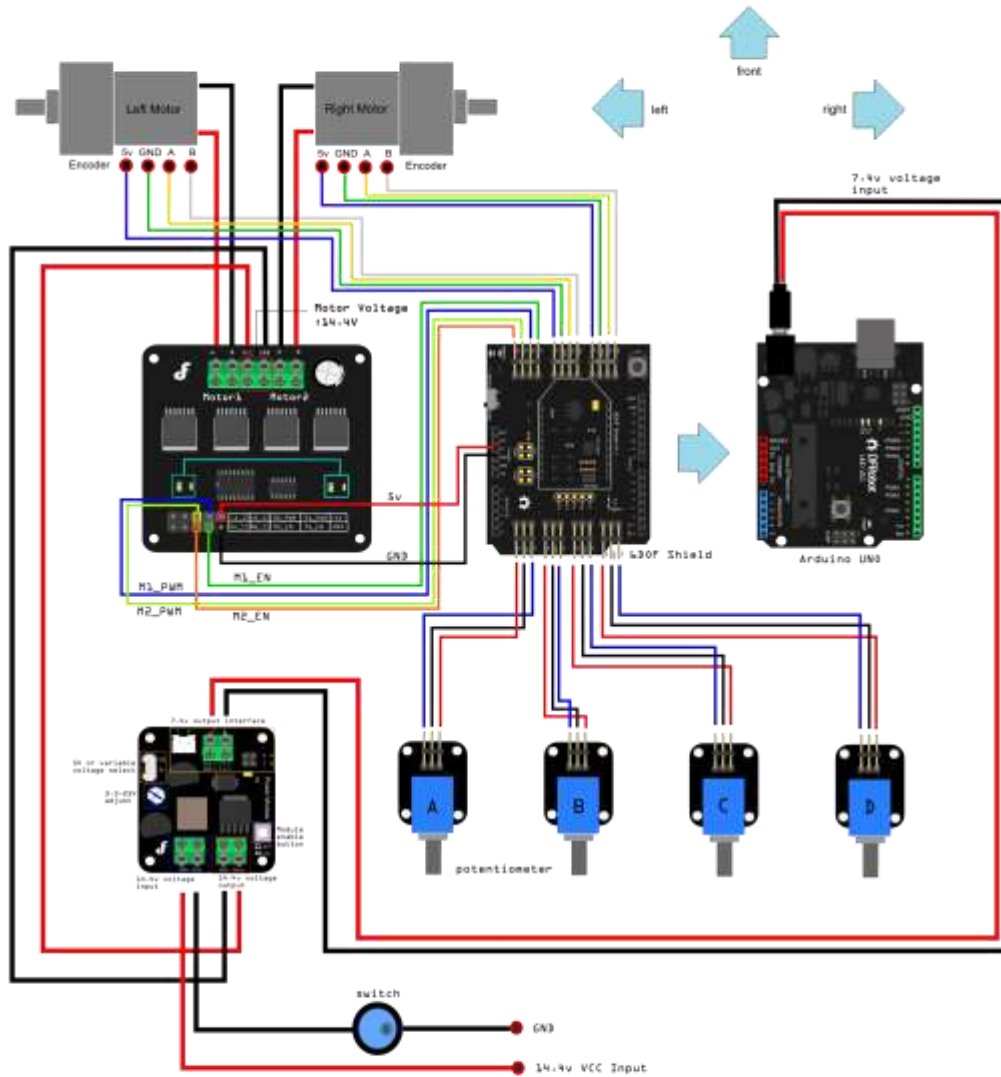 front
left
right
Left Motor
Right Motor
Encoder
5v GND A B
5v GND A B
Encoder
7.4v voltage
input
Motor Voltage
:14.4V
Motor1
Motor2
5v
GND
M1_EN
M1_PWM
M2_PWM
M2_EN
6DOF Shield
DFRobot
Arduino UNO
7.4v output interface
5V or variable
voltage select
Module
enable
button
14.4v voltage
input
14.4v voltage
output
A
B
C
D
potentiometer
switch
GND
14.4v VCC Input